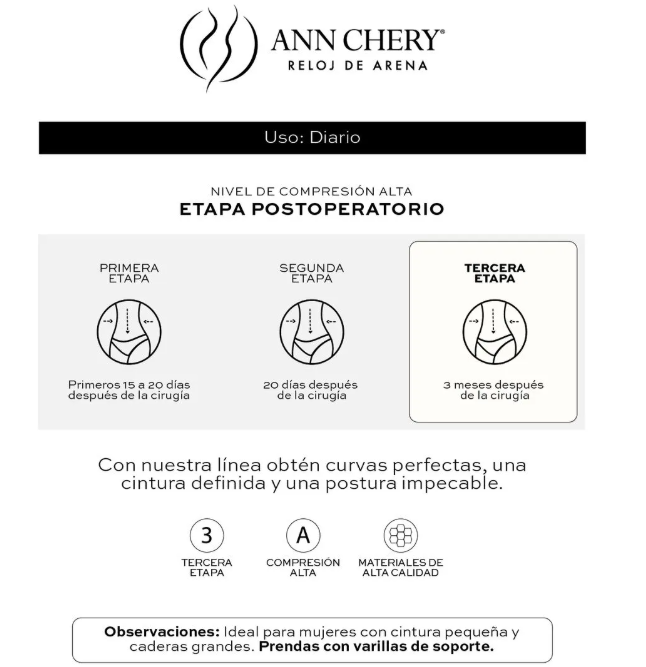 ANN CHERY®
RELOJ DE ARENA
Uso: Diario
NIVEL DE COMPRESIÓN ALTA
ETAPA POSTOPERATORIO
PRIMERA
ETAPA
Primeros 15 a 20 días
después de la cirugía
SEGUNDA
ETAPA
20 días después
de la cirugía
TERCERA
ETAPA
3 meses después
de la cirugía
Con nuestra línea obtén curvas perfectas, una
cintura definida y una postura impecable.
3
TERCERA
ETAPA
A
COMPRESIÓN
ALTA
MATERIALES DE
ALTA CALIDAD
Observaciones: Ideal para mujeres con cintura pequeña y
caderas grandes. Prendas con varillas de soporte.